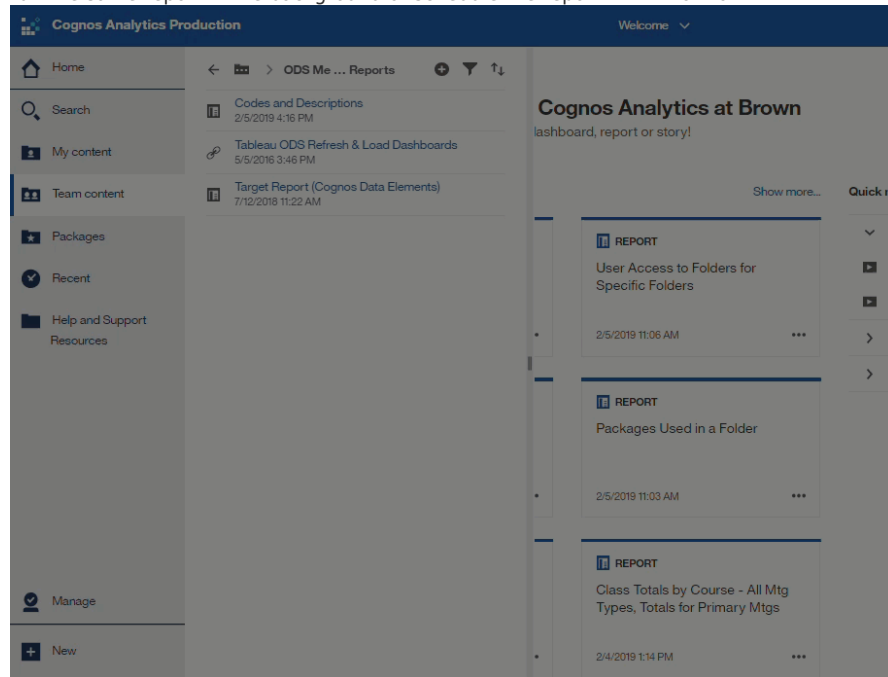 Cognos Analytics Production
Welcome
Home
Search
My content
Team content
Packages
Recent
Help and Support
Resources
Manage
New
ODS Me ... Reports
Codes and Descriptions
2/5/2019 4:16 PM
Tableau ODS Refresh & Load Dashboards
5/5/2016 3:46 PM
Target Report (Cognos Data Elements)
7/12/2018 11:22 AM
Cognos Analytics at Brown
dashboard, report or story!
Show more...
Quick r
REPORT
User Access to Folders for
Specific Folders
2/5/2019 11:06 AM
REPORT
Packages Used in a Folder
2/5/2019 11:03 AM
REPORT
Class Totals by Course - All Mtg
Types, Totals for Primary Mtgs
2/4/2019 1:14 PM